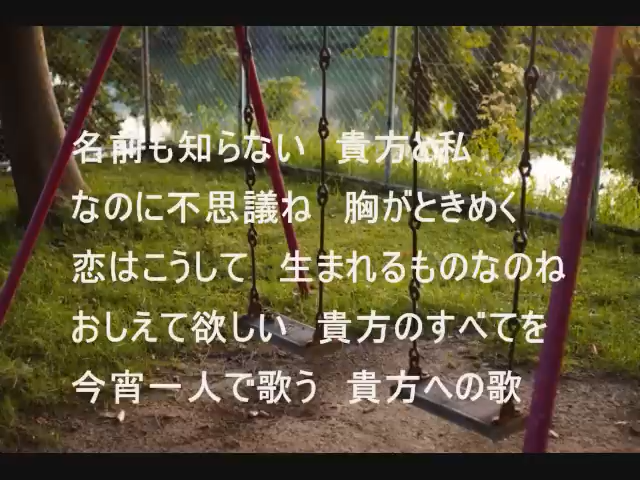 名前も知らない　貴方と私
なのに不思議ね　胸がときめく
恋はこうして　生まれるものなのね
おしえて欲しい　貴方のすべてを
今宵一人で歌う　貴方への歌